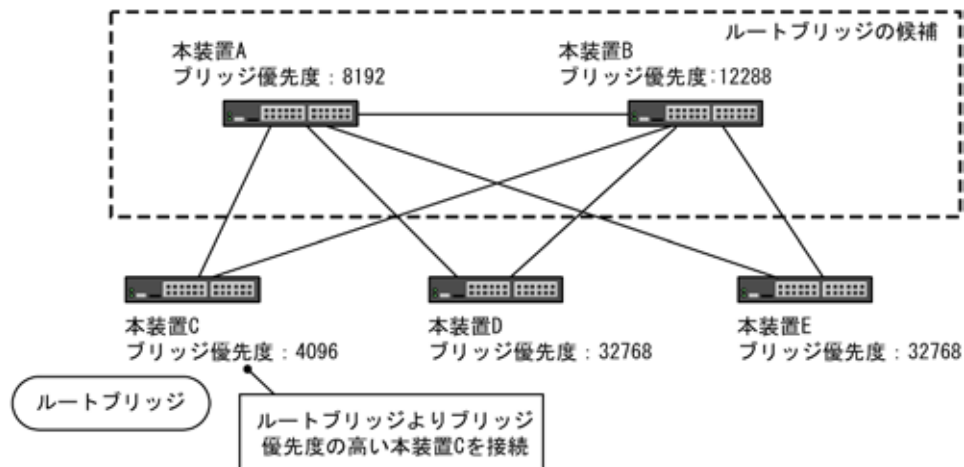 ルートブリッジの候補
本装置A
ブリッジ優先度：8192
本装置B
ブリッジ優先度:12288
本装置C
ブリッジ優先度：4096
本装置D
ブリッジ優先度：32768
本装置E
ブリッジ優先度：32768
ルートブリッジ
ルートブリッジよりブリッジ
優先度の高い本装置Cを接続